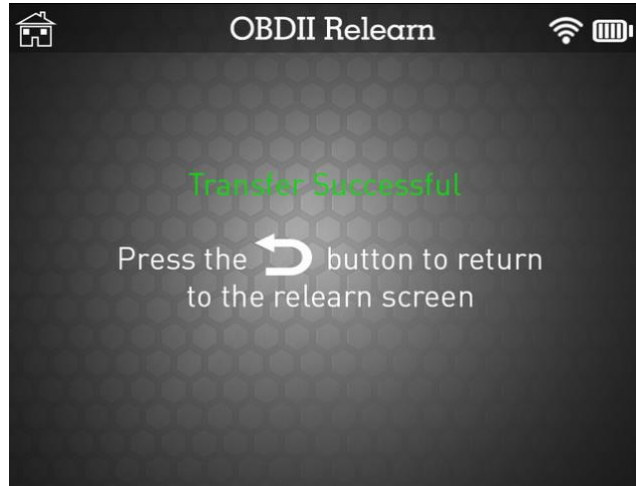 OBDII Relearn
Transfer Successful
Press the button to return
to the relearn screen